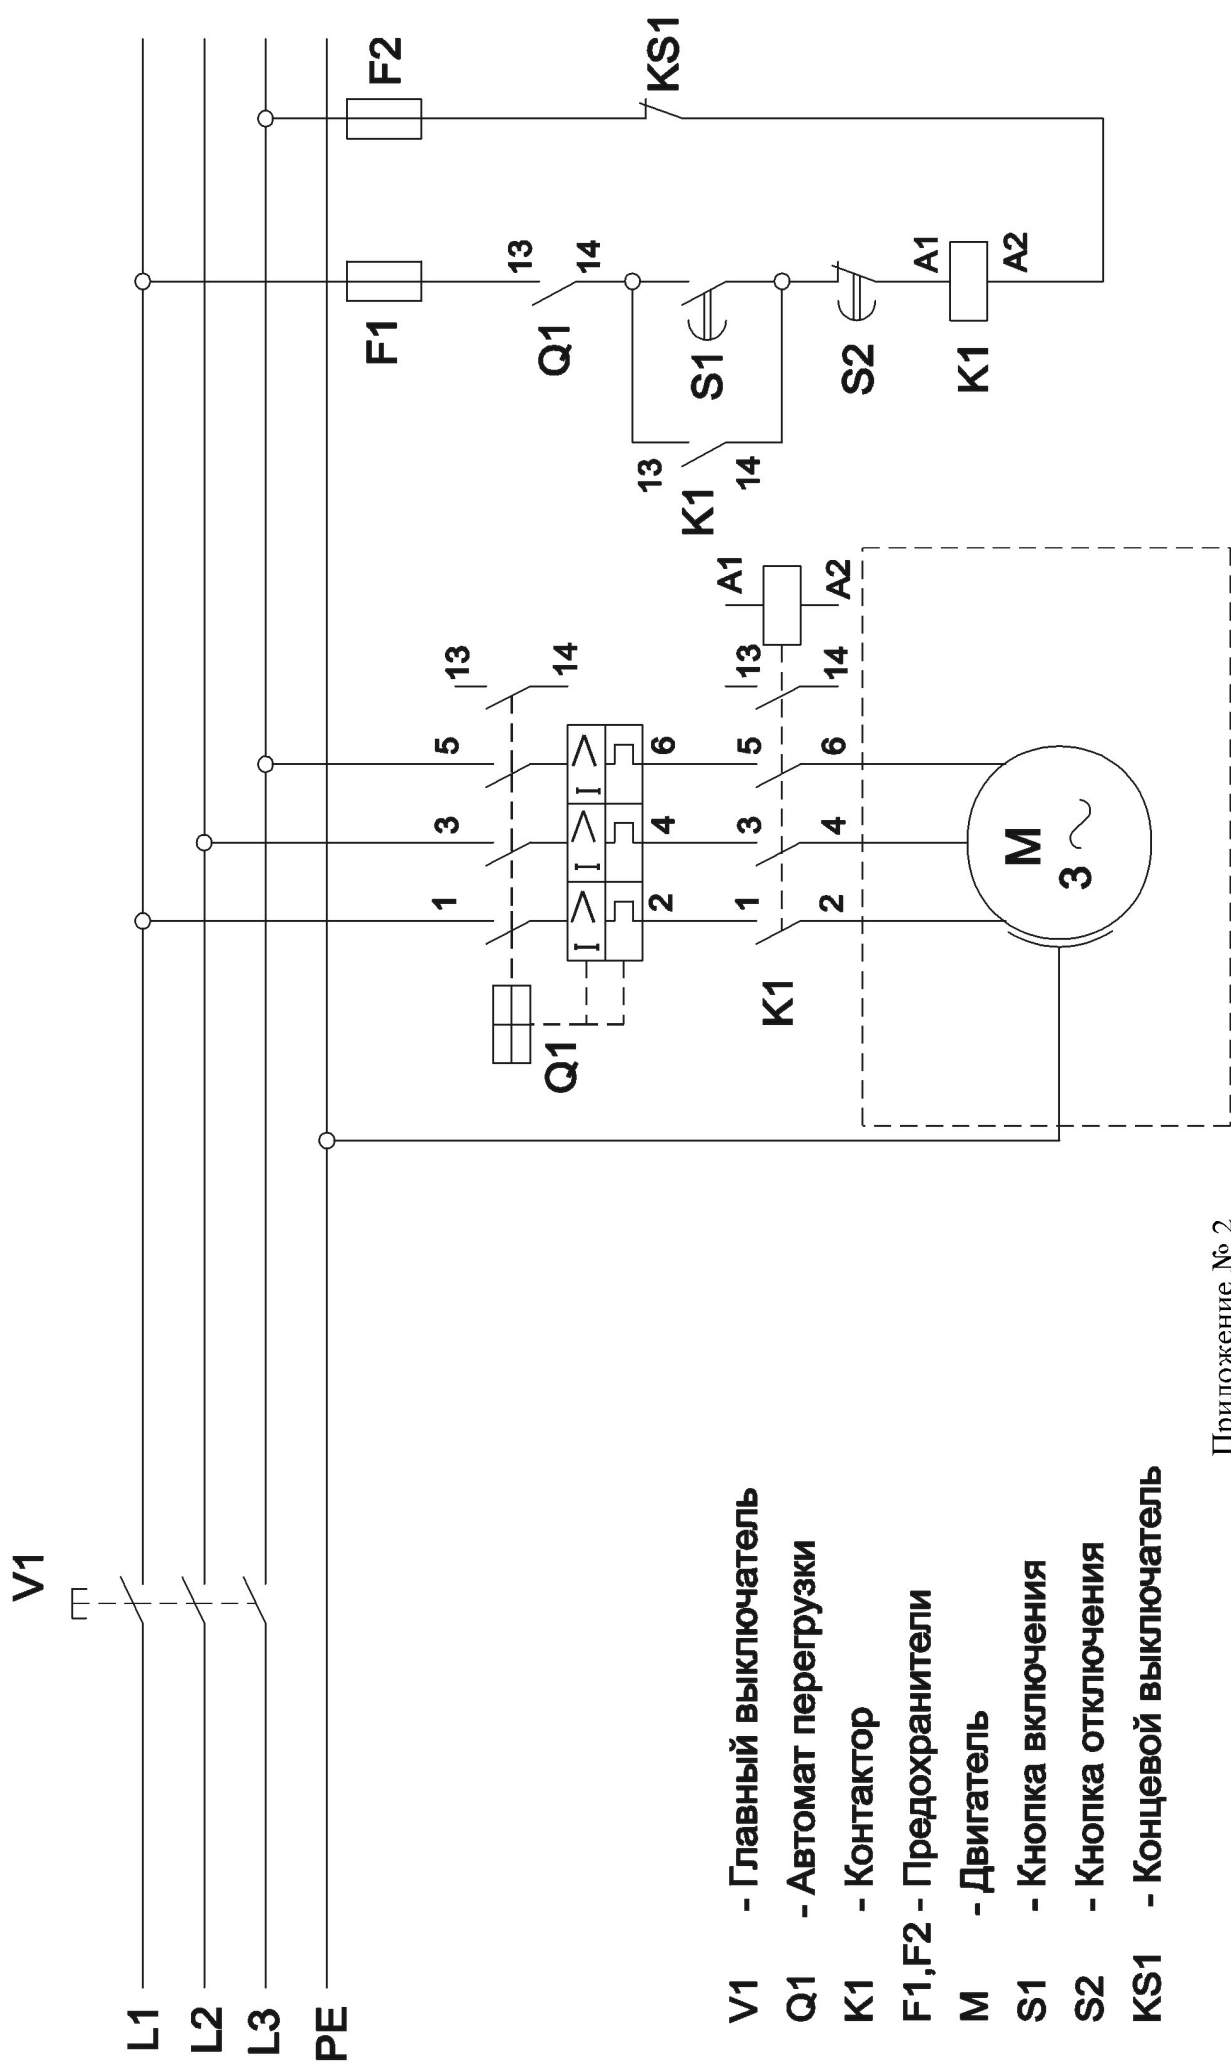 V1
L1
L2
L3
PE
Q1
1
3
5
13
14
I >
I >
I >
2
4
6
K1
1
3
5
13
14
A1
A2
2
4
6
M
3 ~
F1
F2
Q1
13
14
K1
13
14
S1
S2
K1
A1
A2
KS1
V1 - Главный выключатель
Q1 - Автомат перегрузки
K1 - Контактор
F1,F2 - Предохранители
M - Двигатель
S1 - Кнопка включения
S2 - Кнопка отключения
KS1 - Концевой выключатель
Приложение № 2